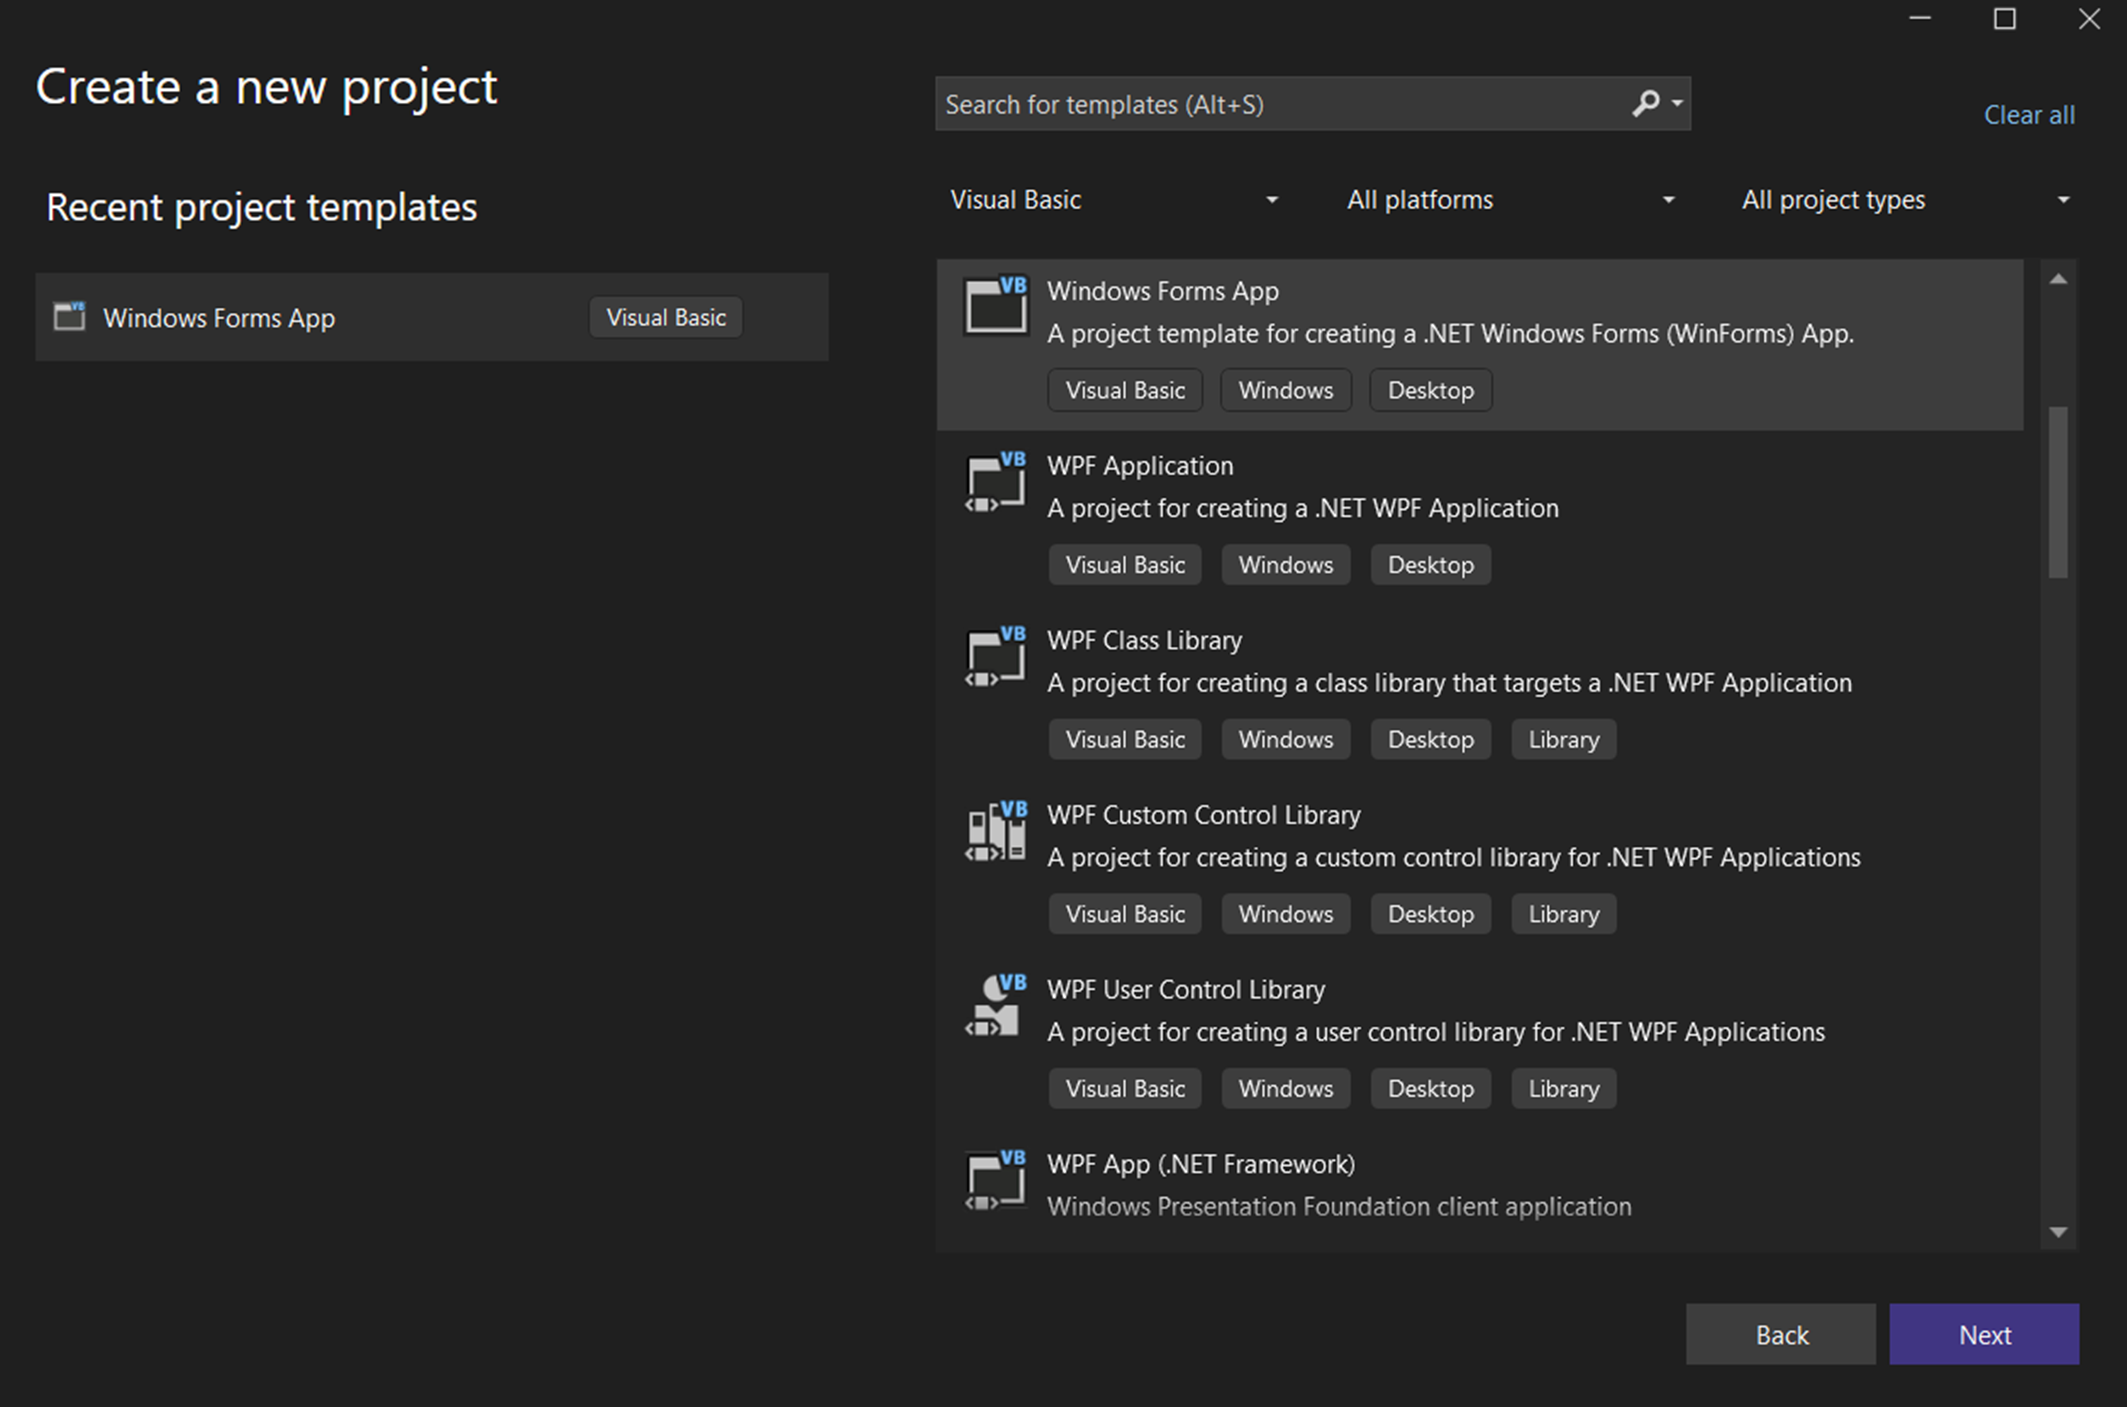 Create a new project
Search for templates (Alt+S)
Clear all
Recent project templates
Visual Basic
All platforms
All project types
VB
Windows Forms App
Visual Basic
VB
Windows Forms App
A project template for creating a .NET Windows Forms (WinForms) App.
Visual Basic Windows Desktop
VB
WPF Application
A project for creating a .NET WPF Application
Visual Basic Windows Desktop
VB
WPF Class Library
A project for creating a class library that targets a .NET WPF Application
Visual Basic Windows Desktop Library
VB
WPF Custom Control Library
A project for creating a custom control library for .NET WPF Applications
Visual Basic Windows Desktop Library
VB
WPF User Control Library
A project for creating a user control library for .NET WPF Applications
Visual Basic Windows Desktop Library
VB
WPF App (.NET Framework)
Windows Presentation Foundation client application
Back
Next